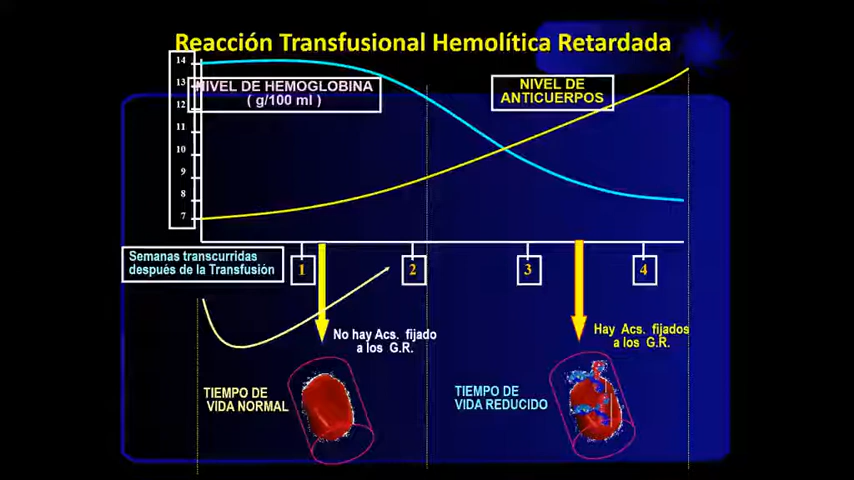 Reacción Transfusional Hemolítica Retardada
14
13
12
11
10
9
8
7
NIVEL DE HEMOGLOBINA
( g/100 ml )
NIVEL DE
ANTICUERPOS
Semanas transcurridas
después de la Transfusión
1
2
3
4
No hay Acs. fijado
a los G.R.
Hay Acs. fijados
a los G.R.
TIEMPO DE
VIDA NORMAL
TIEMPO DE
VIDA REDUCIDO